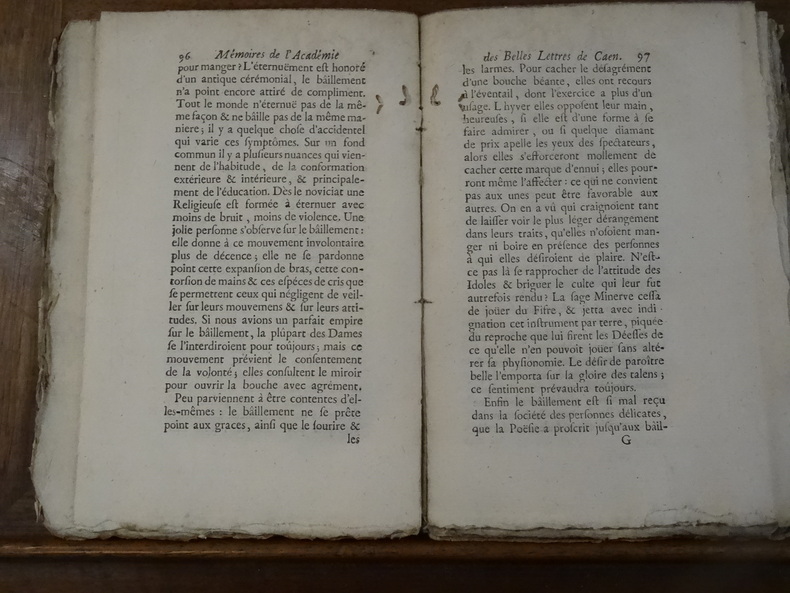 96 Mémoires de l'Académie
pour manger ? L'éternuëment est honoré
d'un antique cérémonial, le bâillement
n'a point encore attiré de compliment.
Tout le monde n'éternuë pas de la mê-
me façon & ne bâille pas de la même ma-
niere ; il y a quelque chose d'accidentel
qui varie ces symptômes. Sur un fond
commun il y a plusieurs nuances qui vien-
nent de l'habitude, de la conformation
extérieure & intérieure, & principale-
ment de l'éducation. Dès le noviciat une
Religieuse est formée à éternuer avec
moins de bruit, moins de violence. Une
jolie personne s'observe sur le bâillement :
elle donne à ce mouvement involontaire
plus de décence ; elle ne se pardonne
point cette expansion de bras, cette con-
torsion de mains & ces espéces de cris que
se permettent ceux qui négligent de veil-
ler sur leurs mouvemens & sur leurs atti-
tudes. Si nous avions un parfait empire
sur le bâillement, la plûpart des Dames
se l'interdiroient pour toûjours ; mais ce
mouvement prévient le consentement
de la volonté ; elles consultent le miroir
pour ouvrir la bouche avec agrément.
Peu parviennent à être contentes d'el-
les-mêmes : le bâillement ne se prête
point aux graces, ainsi que le sourire &
les
des Belles Lettres de Caen. 97
les larmes. Pour cacher le désagrément
d'une bouche béante, elles ont recours
à l'éventail, dont l'exercice a plus d'un
usage. L'hyver elles opposent leur main,
heureuses, si elle est d'une forme à se
faire admirer, ou si quelque diamant
de prix apelle les yeux des spectateurs,
alors elles s'efforceront mollement de
cacher cette marque d'ennui ; elles pour-
ront même l'affecter : ce qui ne convient
pas aux unes peut être favorable aux
autres. On en a vû qui craignoient tant
de laisser voir le plus léger dérangement
dans leurs traits, qu'elles n'osoient man-
ger ni boire en présence des personnes
à qui elles désiroient de plaire. N'est-
ce pas là se rapprocher de l'attitude des
Idoles & briguer le culte qui leur fut
autrefois rendu ? La sage Minerve cessa
de joüer du Fifre, & jetta avec indi-
gnation cet instrument par terre, piquée
du reproche que lui firent les Déesses de
ce qu'elle n'en pouvoit joüer sans alté-
rer sa physionomie. Le désir de paroître
belle l'emporta sur la gloire des talens ;
ce sentiment prévaudra toûjours.
Enfin le bâillement est si mal reçu
dans la société des personnes délicates,
que la Poësie a proscrit jusqu'aux bâil-
G